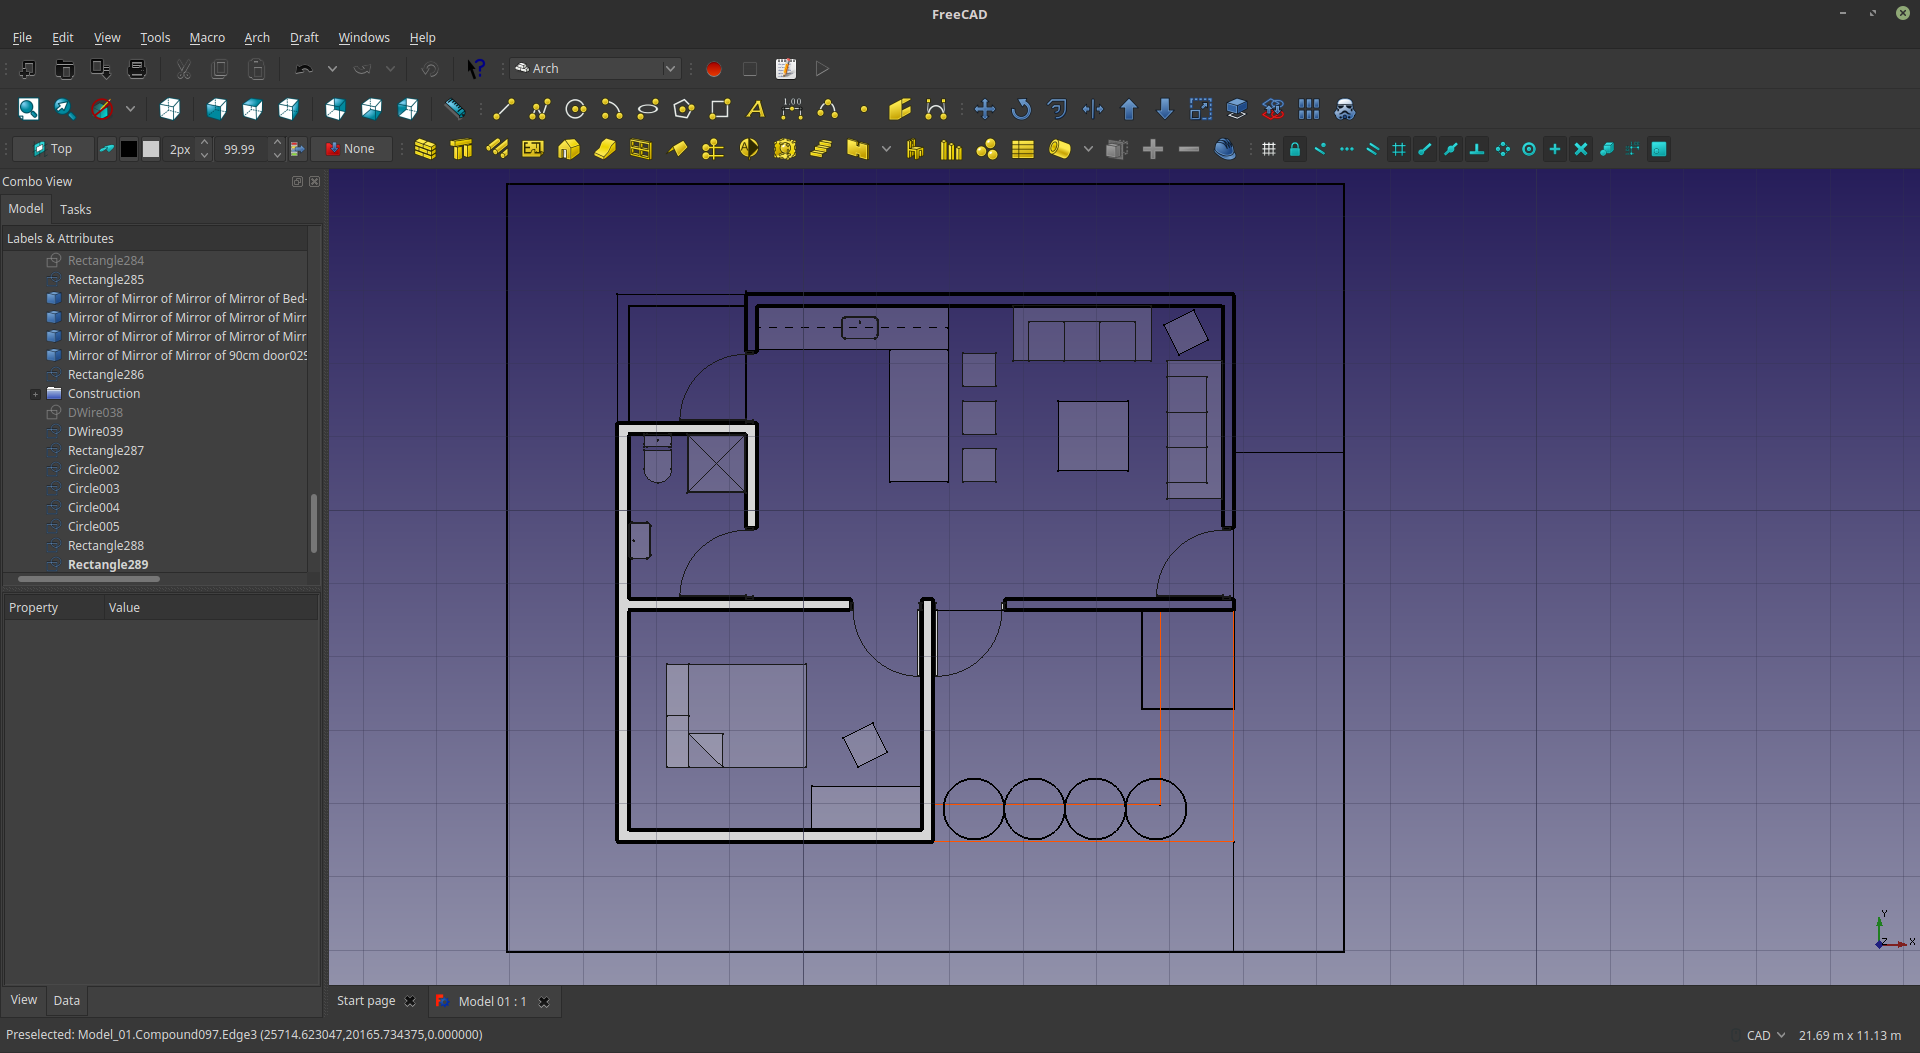 FreeCAD
File Edit View Tools Macro Arch Draft Windows Help
Arch
A 1.00
Top 2px 99.99 None
Combo View
Model Tasks
Labels & Attributes
Rectangle284
Rectangle285
Mirror of Mirror of Mirror of Mirror of Bed-
Mirror of Mirror of Mirror of Mirror of Mirr
Mirror of Mirror of Mirror of Mirror of Mirr
Mirror of Mirror of Mirror of 90cm door029
Rectangle286
Construction
DWire038
DWire039
Rectangle287
Circle002
Circle003
Circle004
Circle005
Rectangle288
Rectangle289
Property Value
Y
Z X
View Data
Start page Model 01 : 1
Preselected: Model_01.Compound097.Edge3 (25714.623047,20165.734375,0.000000)
CAD 21.69 m x 11.13 m